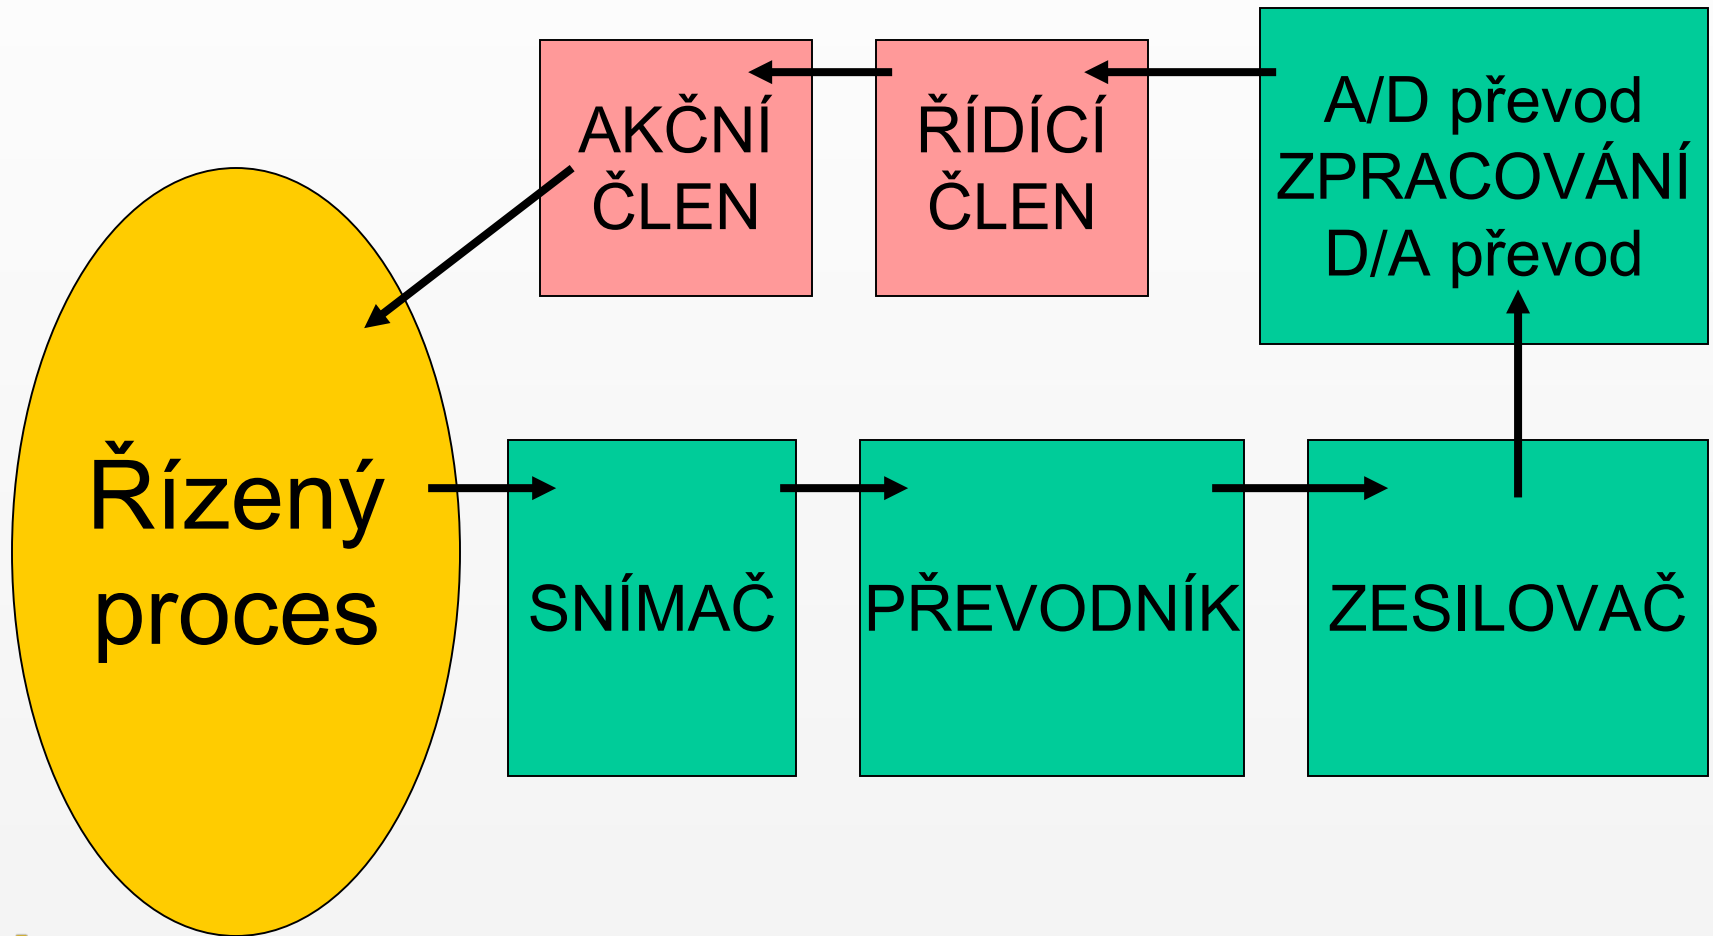 AKČNÍ
ČLEN
ŘÍDÍCÍ
ČLEN
A/D převod
ZPRACOVÁNÍ
D/A převod
Řízený
proces
SNÍMAČ
PŘEVODNÍK
ZESILOVAČ